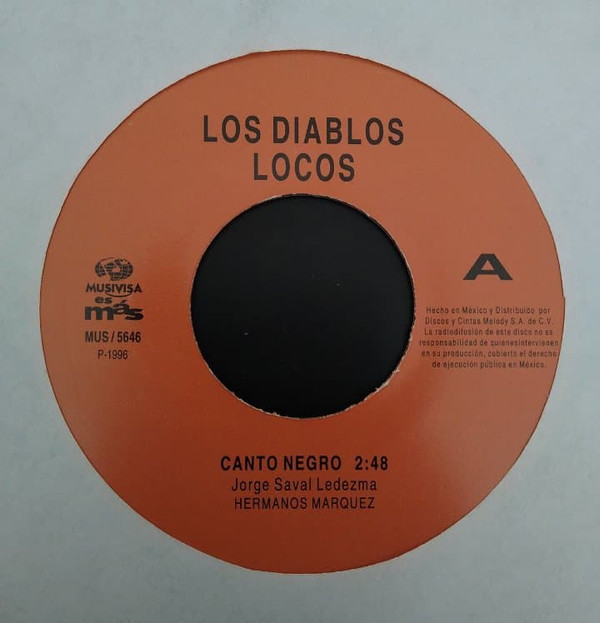 LOS DIABLOS
LOCOS
MUSIVISA
es
más
MUS / 5646
P-1996
A
Hecho en México y Distribuido por
Discos y Cintas Melody S.A. de C.V.
La radiodifusión de este disco no es
responsabilidad de quienesintervienen
en su producción, cobierto el derecho
de ejecución pública en México.
CANTO NEGRO 2:48
Jorge Saval Ledezma
HERMANOS MARQUEZ